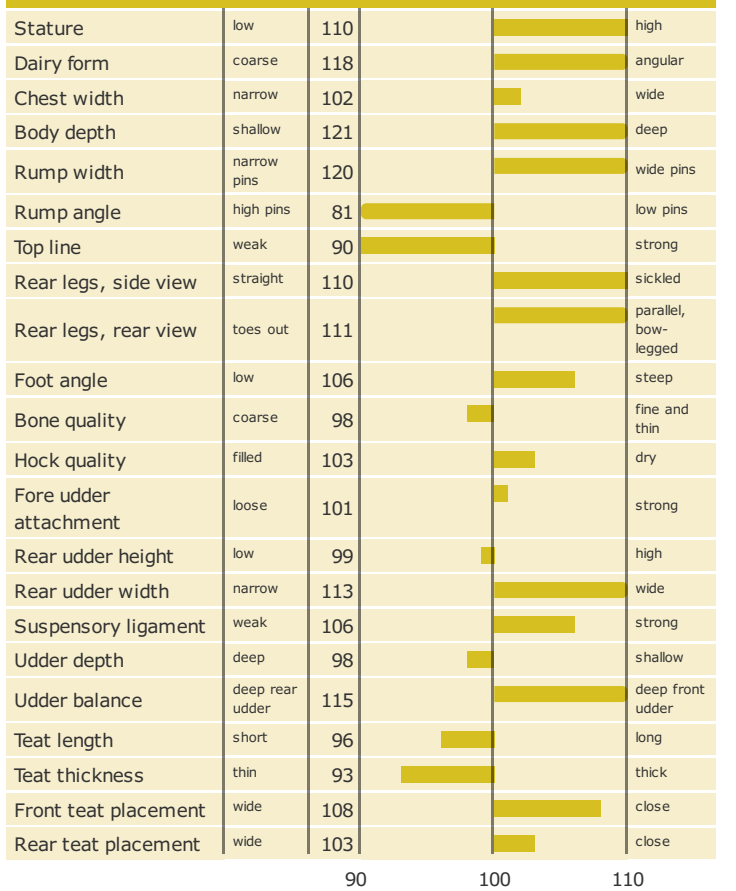 Stature low 110 high
Dairy form coarse 118 angular
Chest width narrow 102 wide
Body depth shallow 121 deep
Rump width narrow pins 120 wide pins
Rump angle high pins 81 low pins
Top line weak 90 strong
Rear legs, side view straight 110 sickled
Rear legs, rear view toes out 111 parallel, bow-legged
Foot angle low 106 steep
Bone quality coarse 98 fine and thin
Hock quality filled 103 dry
Fore udder attachment loose 101 strong
Rear udder height low 99 high
Rear udder width narrow 113 wide
Suspensory ligament weak 106 strong
Udder depth deep 98 shallow
Udder balance deep rear udder 115 deep front udder
Teat length short 96 long
Teat thickness thin 93 thick
Front teat placement wide 108 close
Rear teat placement wide 103 close
90 100 110